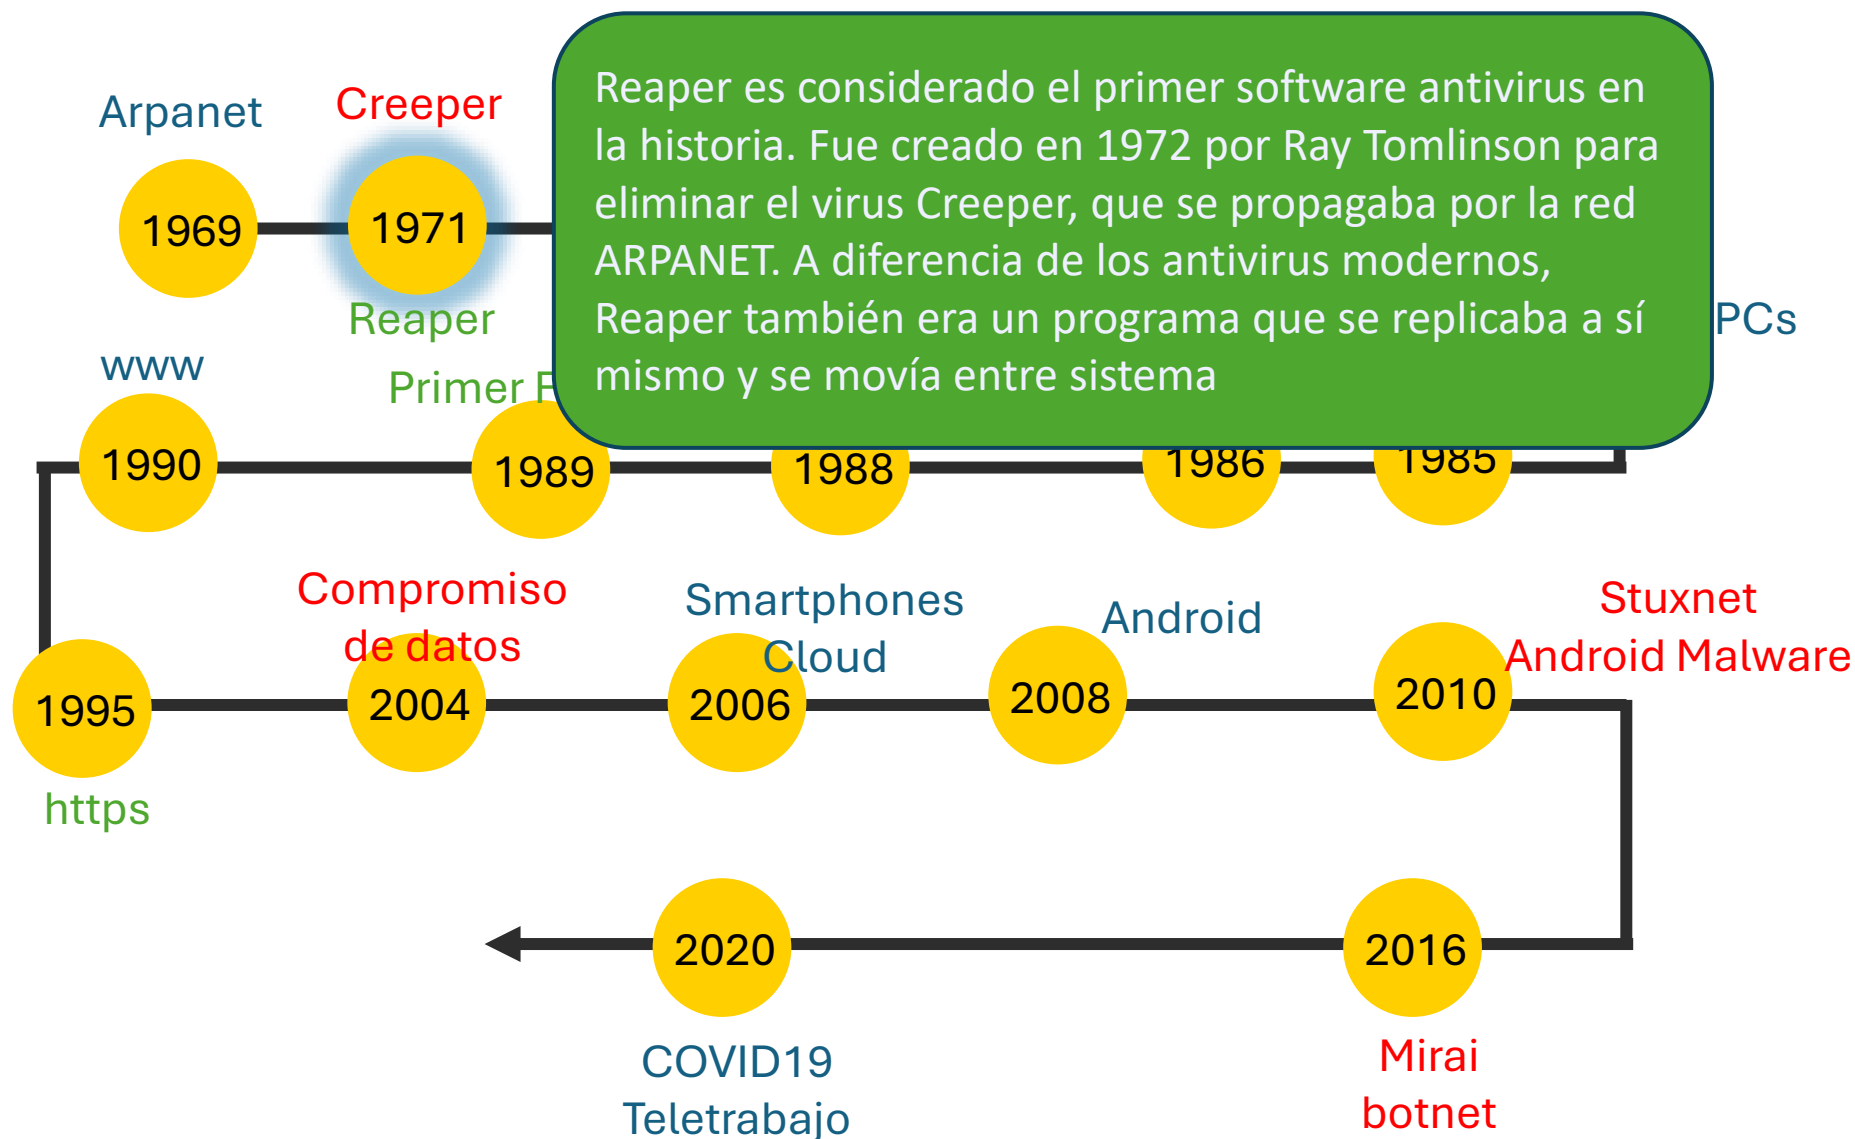 Arpanet
Creeper
1969
1971
Reaper
Reaper es considerado el primer software antivirus en
la historia. Fue creado en 1972 por Ray Tomlinson para
eliminar el virus Creeper, que se propagaba por la red
ARPANET. A diferencia de los antivirus modernos,
Reaper también era un programa que se replicaba a sí
mismo y se movía entre sistema
PCs
www
Primer
1990
1989
1988
1986
1985
Compromiso
de datos
Smartphones
Cloud
Android
Stuxnet
Android Malware
1995
2004
2006
2008
2010
https
2020
2016
COVID19
Teletrabajo
Mirai
botnet